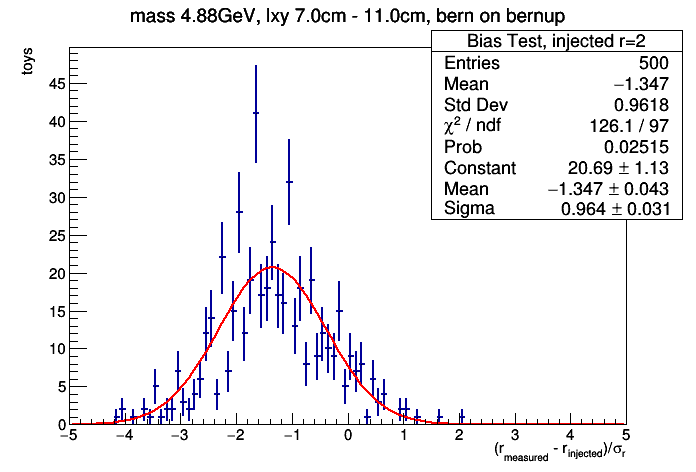 mass 4.88GeV, lxy 7.0cm - 11.0cm, bern on bernup
toys
Bias Test, injected r=2
Entries 500
Mean −1.347
Std Dev 0.9618
χ² / ndf 126.1 / 97
Prob 0.02515
Constant 20.69 ± 1.13
Mean −1.347 ± 0.043
Sigma 0.964 ± 0.031
45
40
35
30
25
20
15
10
5
0
−5 −4 −3 −2 −1 0 1 2 3 4 5
(r_measured - r_injected)/σ_r